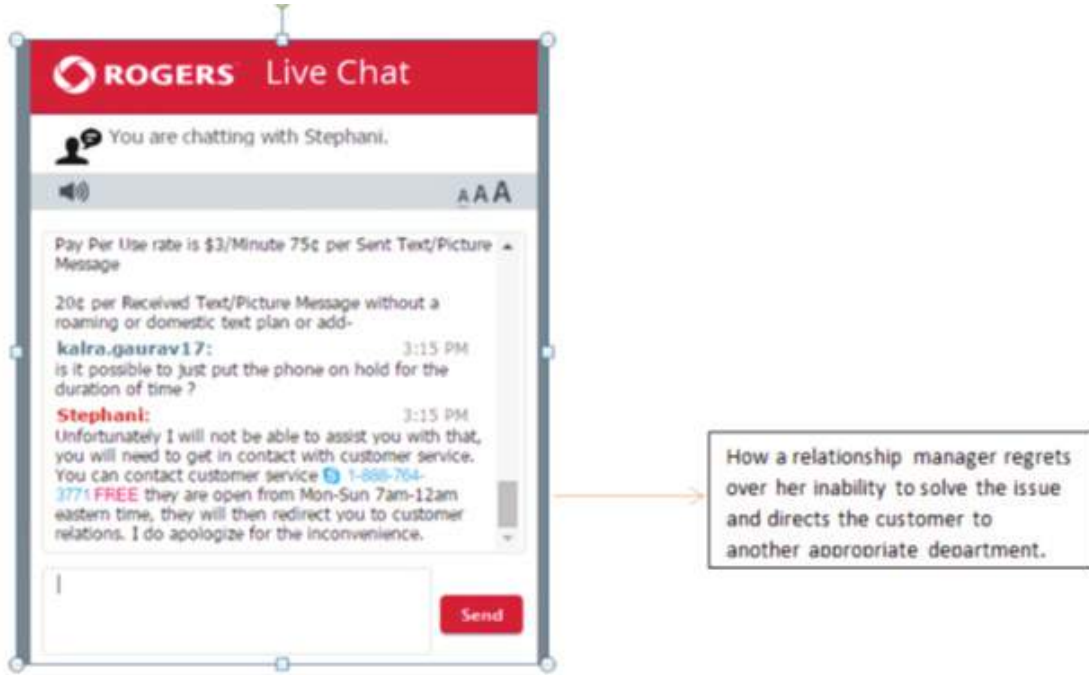 ROGERS Live Chat
You are chatting with Stephani.
A A A
Pay Per Use rate is $3/Minute 75¢ per Sent Text/Picture
Message
20¢ per Received Text/Picture Message without a
roaming or domestic text plan or add-
kalra.gaurav17: 3:15 PM
is it possible to just put the phone on hold for the
duration of time ?
Stephani: 3:15 PM
Unfortunately I will not be able to assist you with that,
you will need to get in contact with customer service.
You can contact customer service 1-888-764-
3771 FREE they are open from Mon-Sun 7am-12am
eastern time, they will then redirect you to customer
relations. I do apologize for the inconvenience.
Send
How a relationship manager regrets
over her inability to solve the issue
and directs the customer to
another appropriate department.